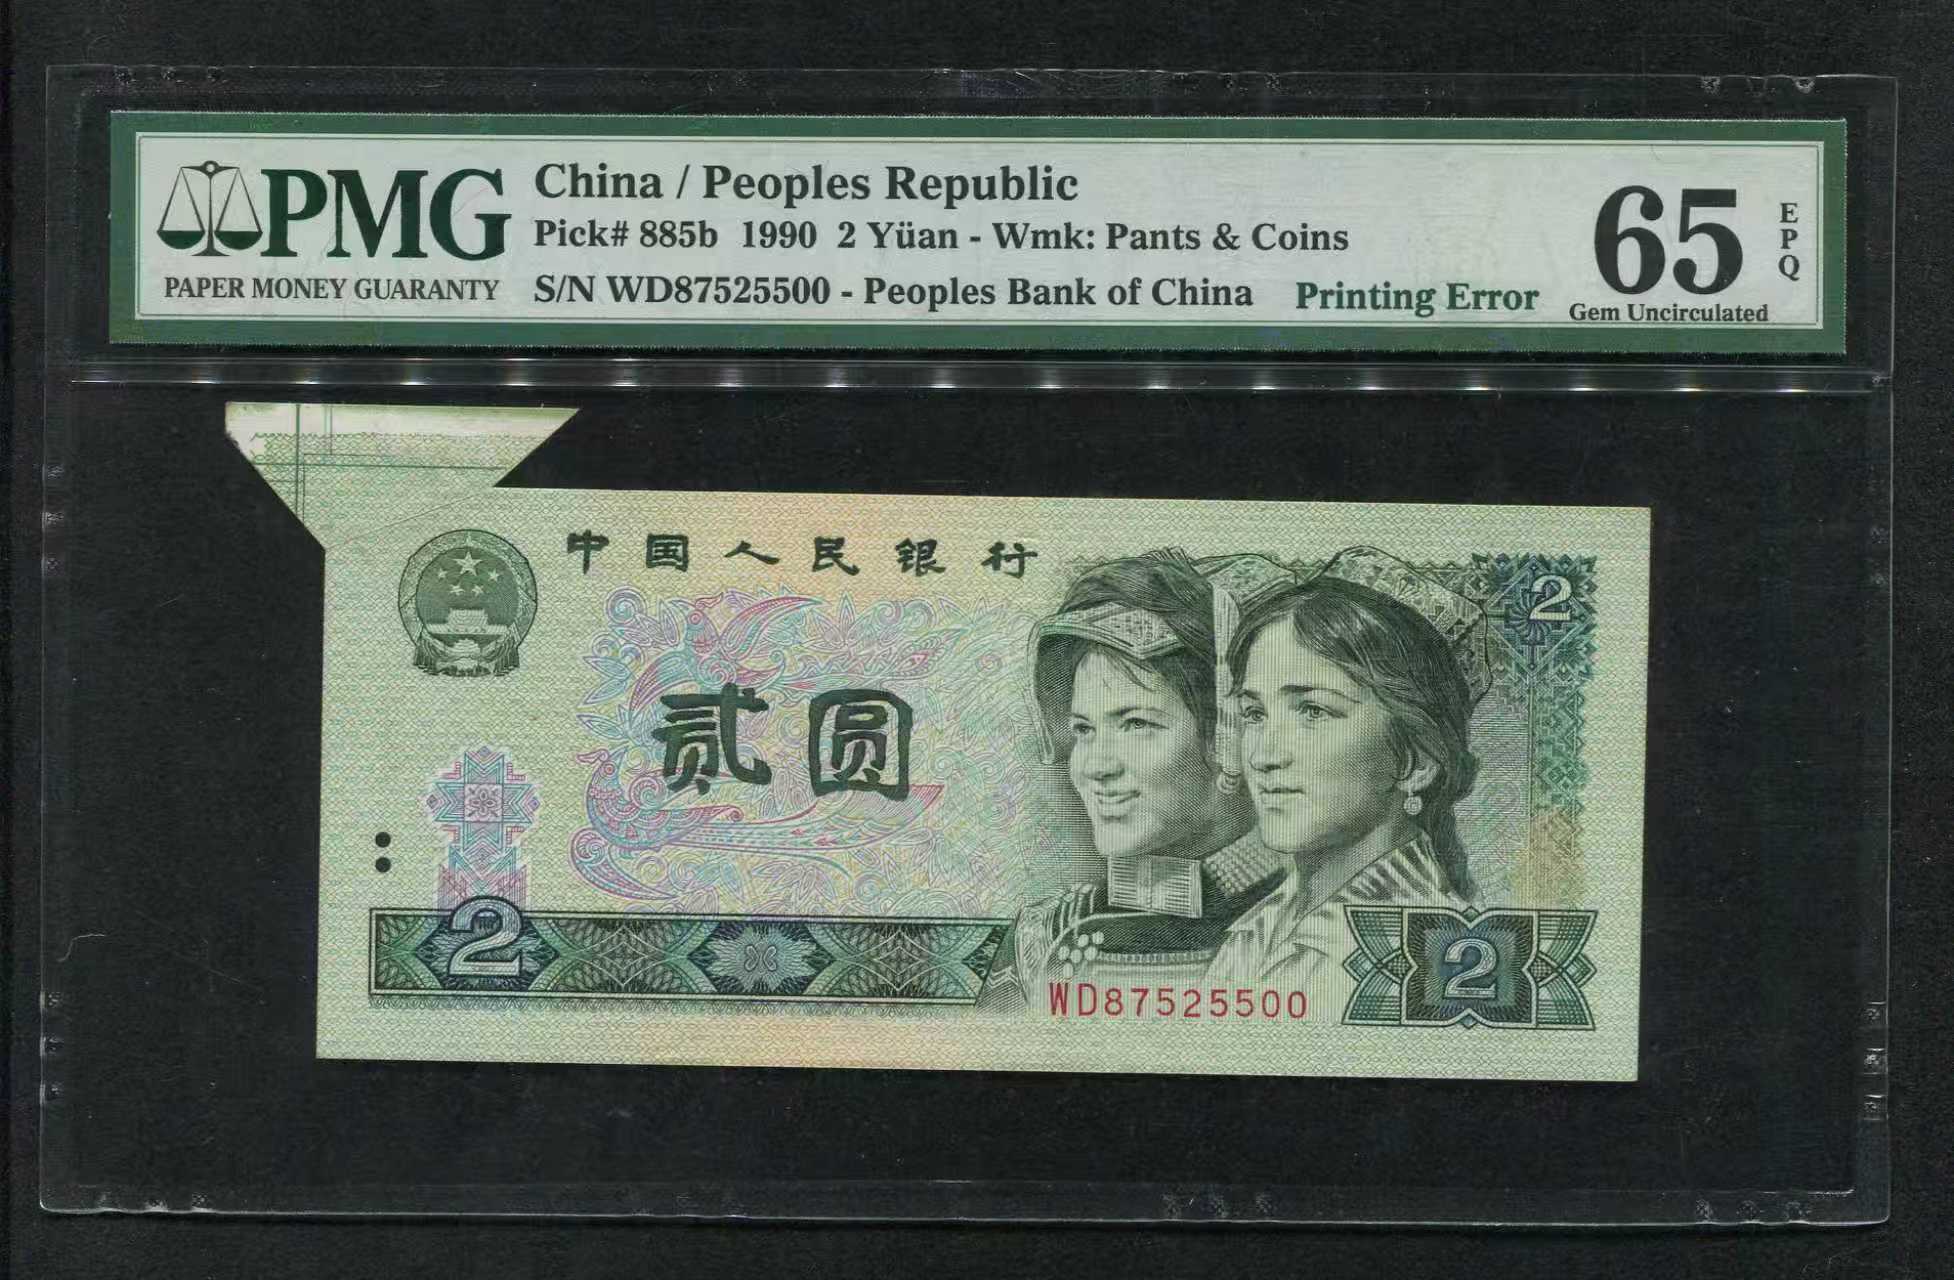 PMG
PAPER MONEY GUARANTY
China / Peoples Republic
Pick# 885b 1990 2 Yüan - Wmk: Pants & Coins
S/N WD87525500 - Peoples Bank of China
Printing Error
65
EPQ
Gem Uncirculated
中国人民银行
2
贰圆
2
WD87525500
2